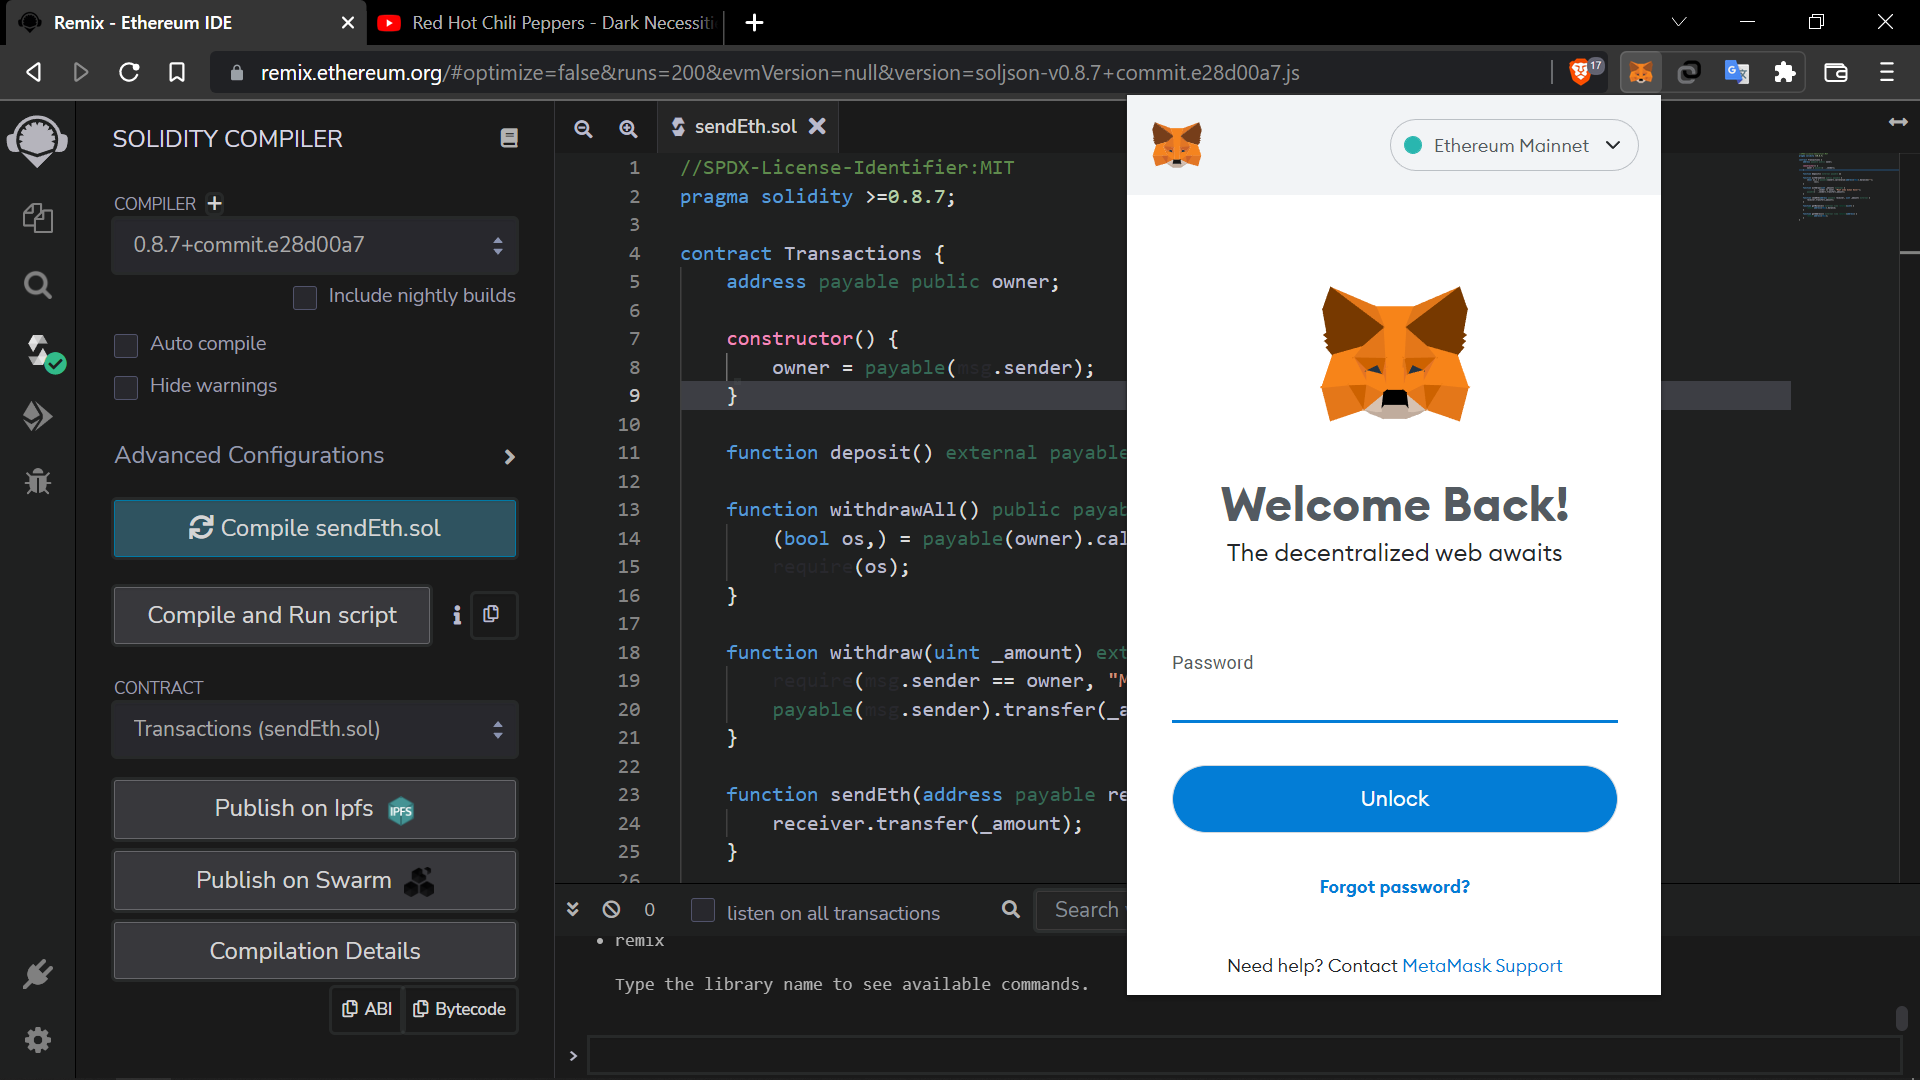 Remix - Ethereum IDE
Red Hot Chili Peppers - Dark Necessiti
remix.ethereum.org/#optimize=false&runs=200&evmVersion=null&version=soljson-v0.8.7+commit.e28d00a7.js
17
SOLIDITY COMPILER
COMPILER
0.8.7+commit.e28d00a7
Include nightly builds
Auto compile
Hide warnings
Advanced Configurations
Compile sendEth.sol
Compile and Run script
CONTRACT
Transactions (sendEth.sol)
Publish on Ipfs
IPFS
Publish on Swarm
Compilation Details
ABI
Bytecode
sendEth.sol
1 //SPDX-License-Identifier:MIT
2 pragma solidity >=0.8.7;
3
4 contract Transactions {
5 address payable public owner;
6
7 constructor() {
8 owner = payable(msg.sender);
9 }
10
11 function deposit() external payable
12
13 function withdrawAll() public payab
14 (bool os,) = payable(owner).cal
15 require(os);
16 }
17
18 function withdraw(uint _amount) ext
19 require(msg.sender == owner, "M
20 payable(msg.sender).transfer(_a
21 }
22
23 function sendEth(address payable re
24 receiver.transfer(_amount);
25 }
26
0
listen on all transactions
Search
• remix
Type the library name to see available commands.
>
Ethereum Mainnet
Welcome Back!
The decentralized web awaits
Password
Unlock
Forgot password?
Need help? Contact MetaMask Support